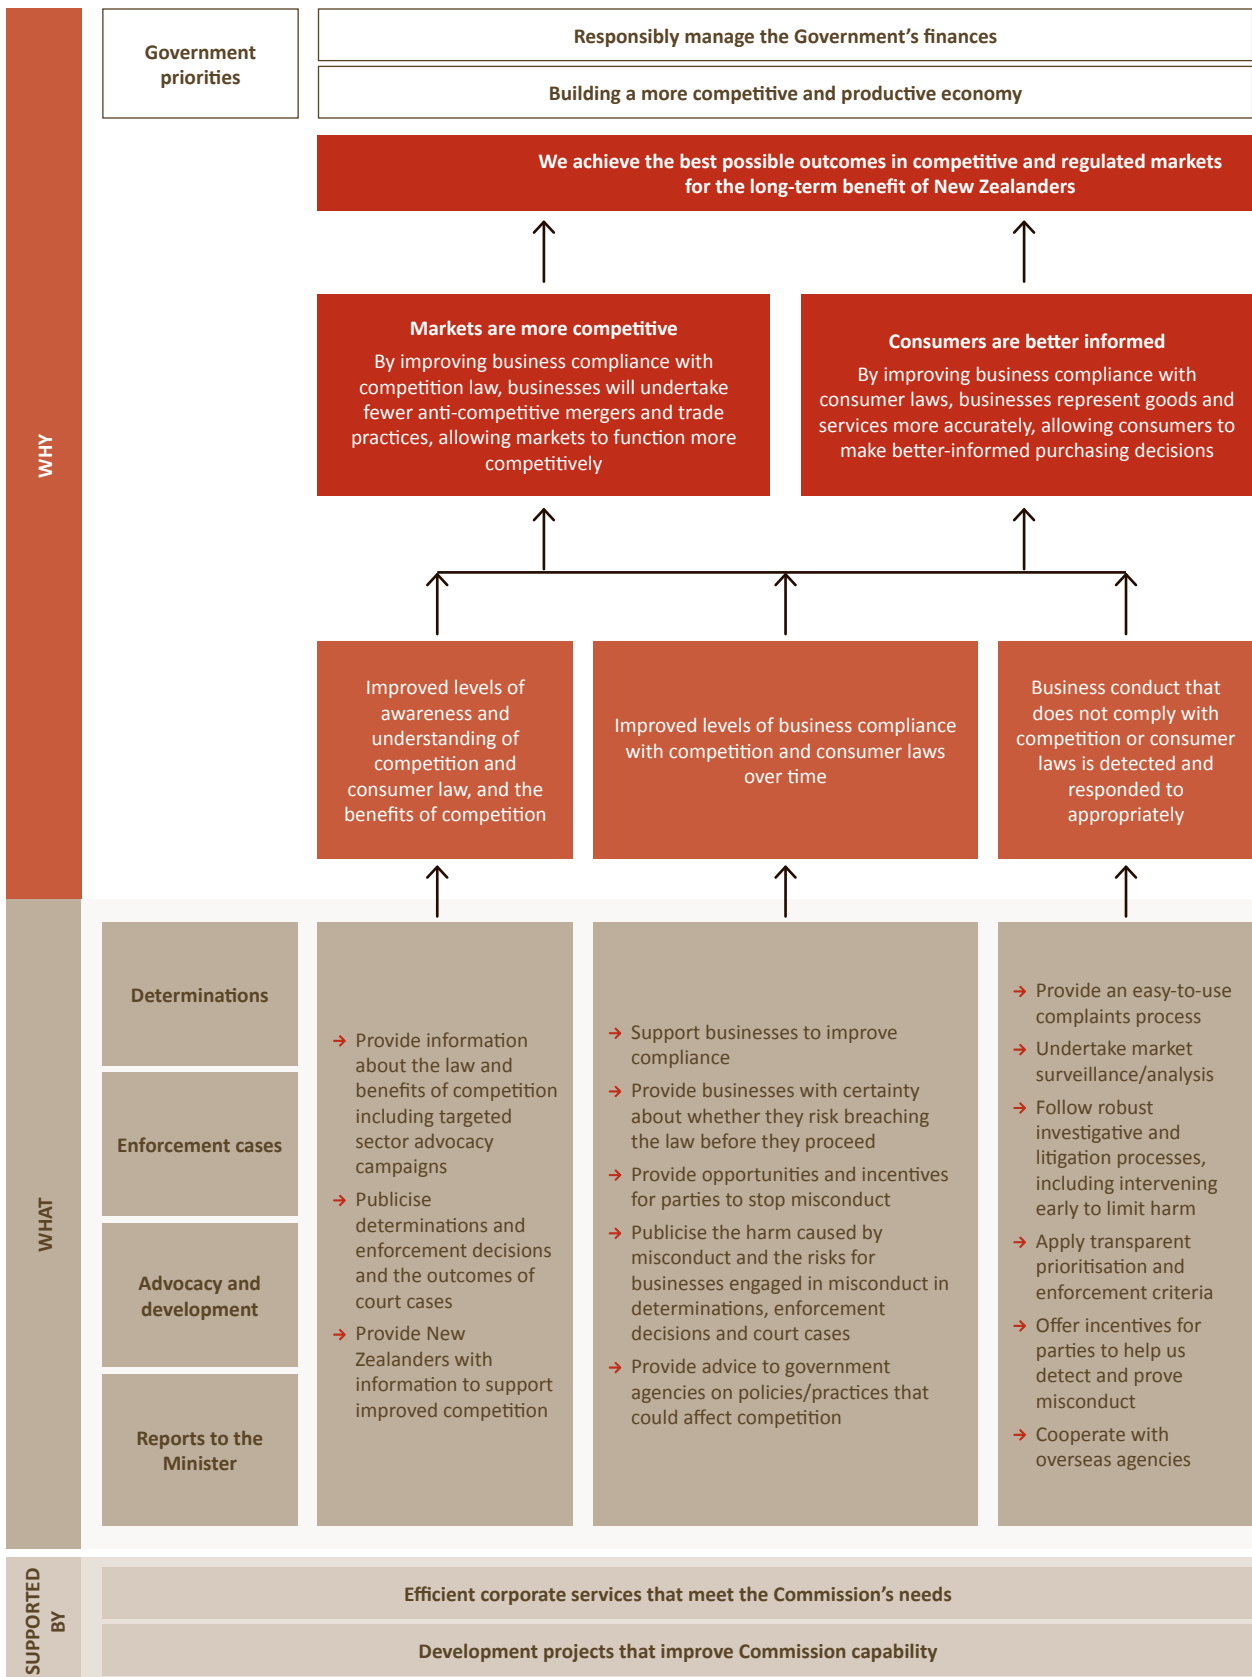 Government
priorities
Responsibly manage the Government's finances
Building a more competitive and productive economy
We achieve the best possible outcomes in competitive and regulated markets
for the long-term benefit of New Zealanders
WHY
Markets are more competitive
By improving business compliance with
competition law, businesses will undertake
fewer anti-competitive mergers and trade
practices, allowing markets to function more
competitively
Consumers are better informed
By improving business compliance with
consumer laws, businesses represent goods and
services more accurately, allowing consumers to
make better-informed purchasing decisions
Improved levels of
awareness and
understanding of
competition and
consumer law, and the
benefits of competition
Improved levels of business compliance
with competition and consumer laws
over time
Business conduct that
does not comply with
competition or consumer
laws is detected and
responded to
appropriately
WHAT
Determinations
Enforcement cases
Advocacy and
development
Reports to the
Minister
→ Provide information
about the law and
benefits of competition
including targeted
sector advocacy
campaigns
→ Publicise
determinations and
enforcement decisions
and the outcomes of
court cases
→ Provide New
Zealanders with
information to support
improved competition
→ Support businesses to improve
compliance
→ Provide businesses with certainty
about whether they risk breaching
the law before they proceed
→ Provide opportunities and incentives
for parties to stop misconduct
→ Publicise the harm caused by
misconduct and the risks for
businesses engaged in misconduct in
determinations, enforcement
decisions and court cases
→ Provide advice to government
agencies on policies/practices that
could affect competition
→ Provide an easy-to-use
complaints process
→ Undertake market
surveillance/analysis
→ Follow robust
investigative and
litigation processes,
including intervening
early to limit harm
→ Apply transparent
prioritisation and
enforcement criteria
→ Offer incentives for
parties to help us
detect and prove
misconduct
→ Cooperate with
overseas agencies
SUPPORTED
BY
Efficient corporate services that meet the Commission's needs
Development projects that improve Commission capability